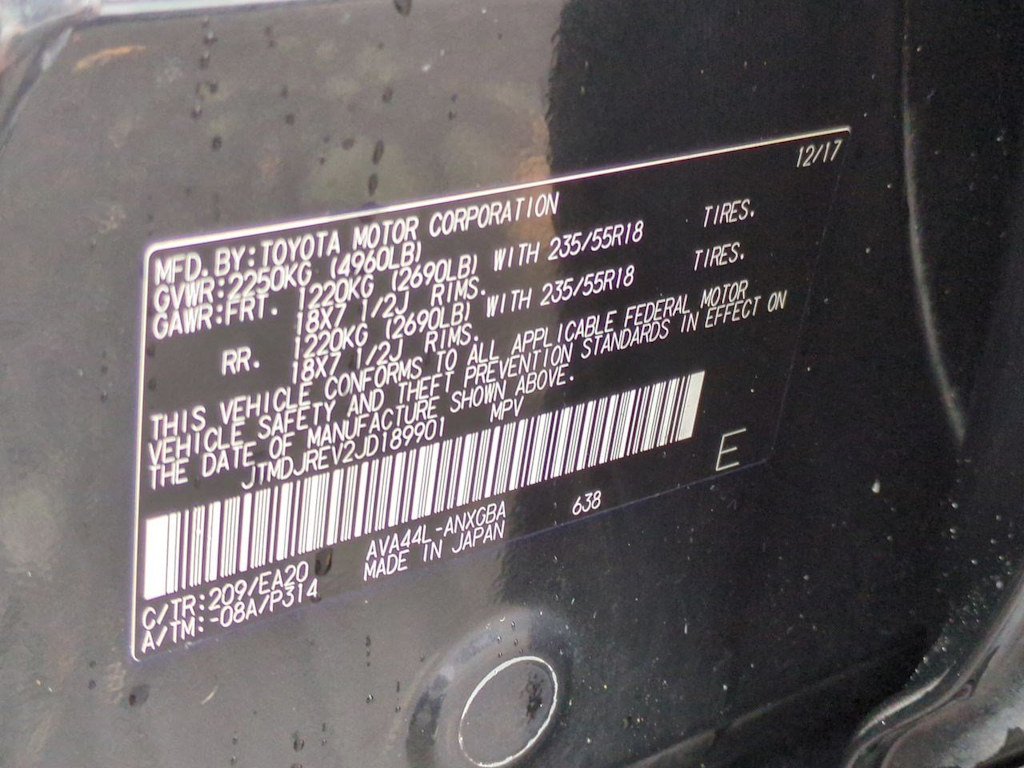 12/17
MFD. BY: TOYOTA MOTOR CORPORATION
GVWR: 2250KG (4960LB)
GAWR: FRT. 1220KG (2690LB) WITH 235/55R18 TIRES.
18X7 1/2J RIMS.
RR. 1220KG (2690LB) WITH 235/55R18 TIRES.
18X7 1/2J RIMS.
THIS VEHICLE CONFORMS TO ALL APPLICABLE FEDERAL MOTOR
VEHICLE SAFETY AND THEFT PREVENTION STANDARDS IN EFFECT ON
THE DATE OF MANUFACTURE SHOWN ABOVE.
JTMDJREV2JD189901 MPV
E
C/TR: 209/EA20 AVA44L-ANXGBA 638
A/TM: -08A/P314 MADE IN JAPAN